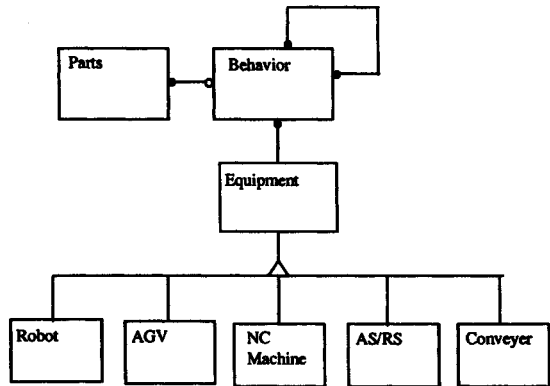 Parts
Behavior
Equipment
Robot
AGV
NC
Machine
AS/RS
Conveyer